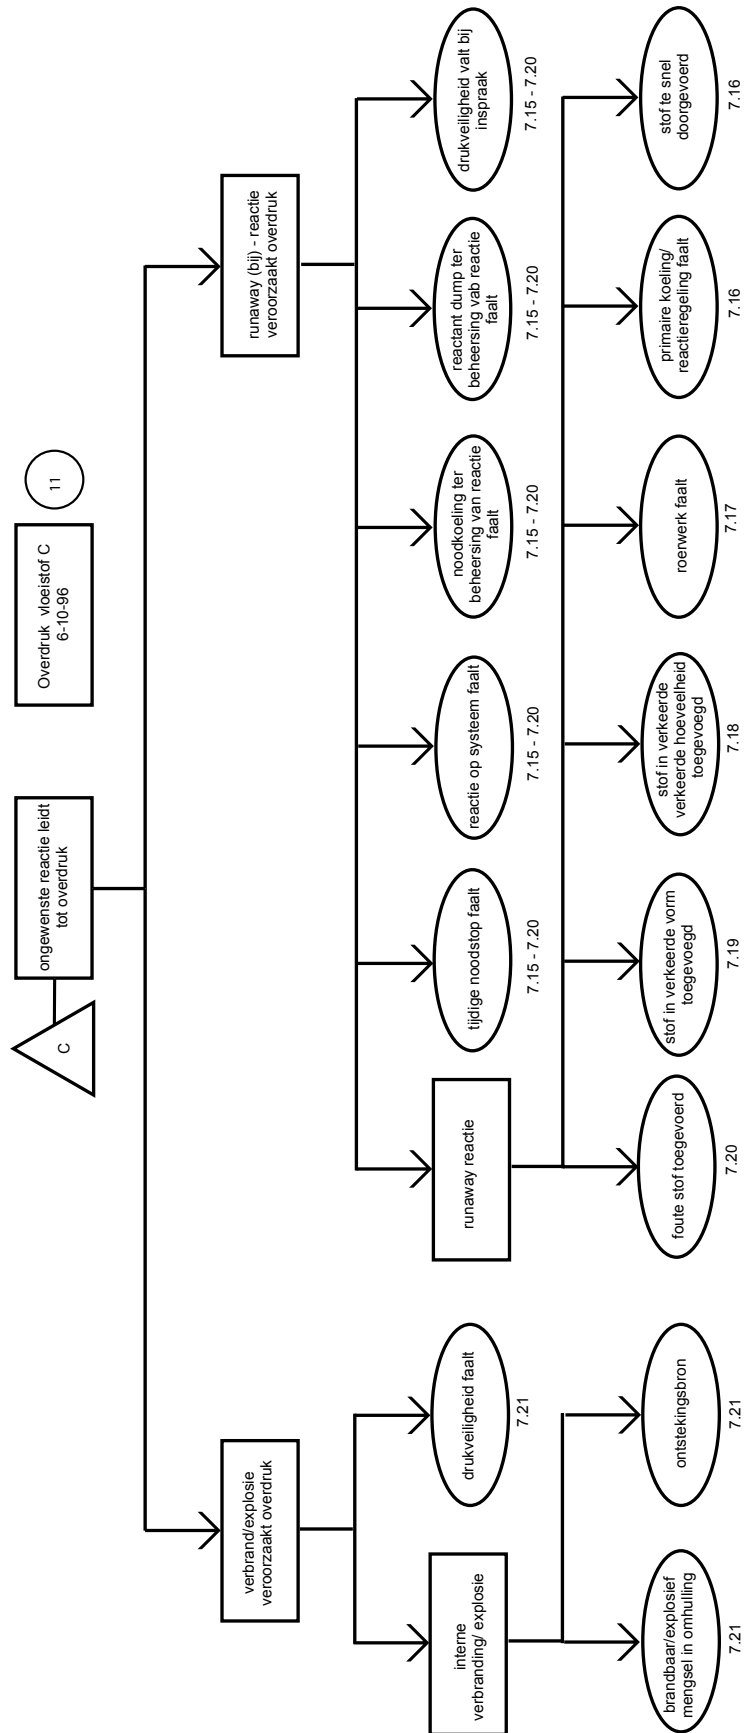 C
ongewenste reactie leidt
tot overdruk
Overdruk vloeistof C
6-10-96
11
verbrand/explosie
veroorzaakt overdruk
runaway (bij) - reactie
veroorzaakt overdruk
interne
verbranding/ explosie
drukveiligheid faalt
7.21
runaway reactie
tijdige noodstop faalt
7.15 - 7.20
reactie op systeem faalt
7.15 - 7.20
noodkoeling ter
beheersing van reactie
faalt
7.15 - 7.20
reactant dump ter
beheersing vab reactie
faalt
7.15 - 7.20
drukveiligheid valt bij
inspraak
7.15 - 7.20
brandbaar/explosief
mengsel in omhulling
7.21
ontstekingsbron
7.21
foute stof toegevoerd
7.20
stof in verkeerde vorm
toegevoegd
7.19
stof in verkeerde
verkeerde hoeveelheid
toegevoegd
7.18
roerwerk faalt
7.17
primaire koeling/
reactieregeling faalt
7.16
stof te snel
doorgevoerd
7.16